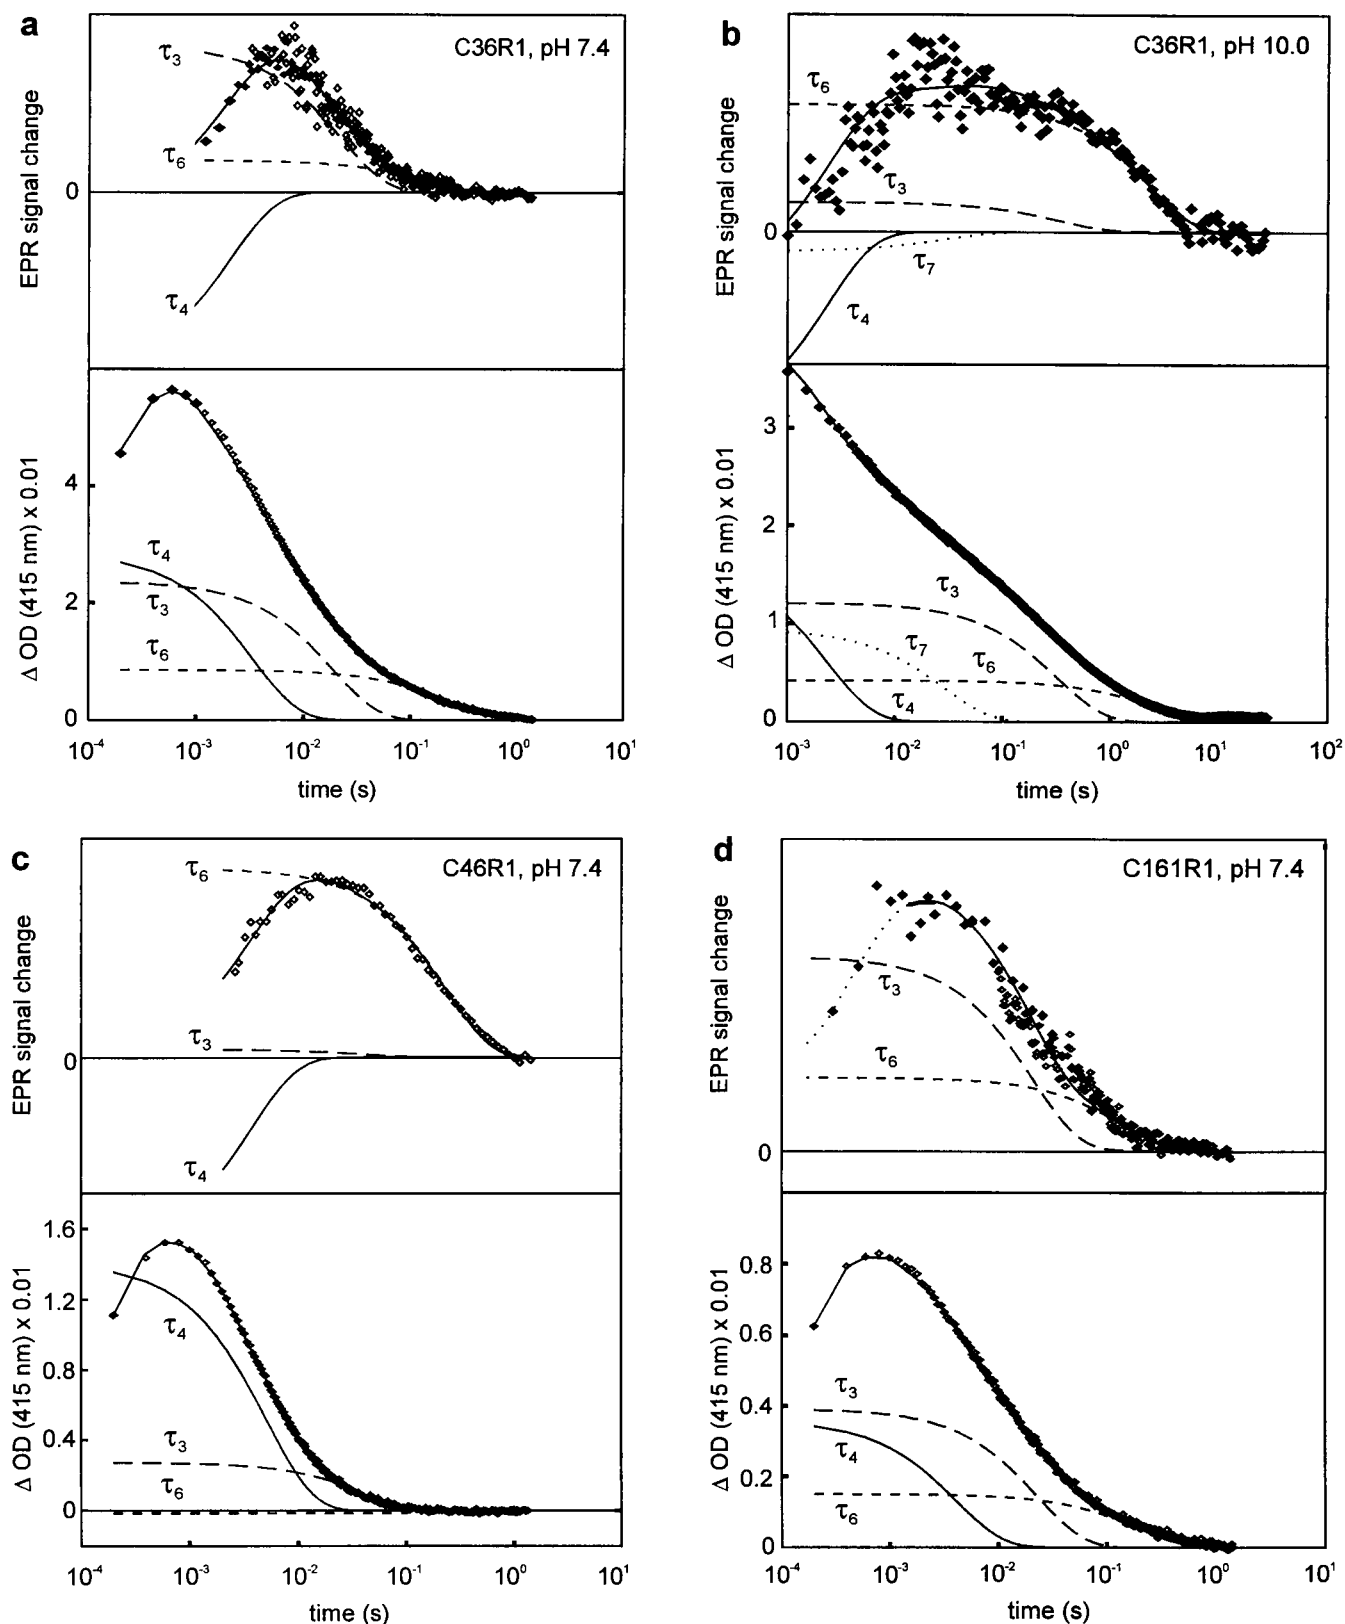 a
C36R1, pH 7.4
τ3
τ6
0
τ4
EPR signal change
τ4
τ3
τ6
4
2
0
Δ OD (415 nm) x 0.01
10-4 10-3 10-2 10-1 100 101
time (s)
b
C36R1, pH 10.0
τ6
τ3
0
τ7
τ4
EPR signal change
3
2
1
0
τ3
τ7
τ6
τ4
Δ OD (415 nm) x 0.01
10-3 10-2 10-1 100 101 102
time (s)
c
C46R1, pH 7.4
τ6
τ3
0
τ4
EPR signal change
1.6
1.2
0.8
0.4
0
τ4
τ3
τ6
Δ OD (415 nm) x 0.01
10-4 10-3 10-2 10-1 100 101
time (s)
d
C161R1, pH 7.4
τ3
τ6
0
EPR signal change
0.8
0.6
0.4
0.2
0
τ3
τ4
τ6
Δ OD (415 nm) x 0.01
10-4 10-3 10-2 10-1 100 101
time (s)